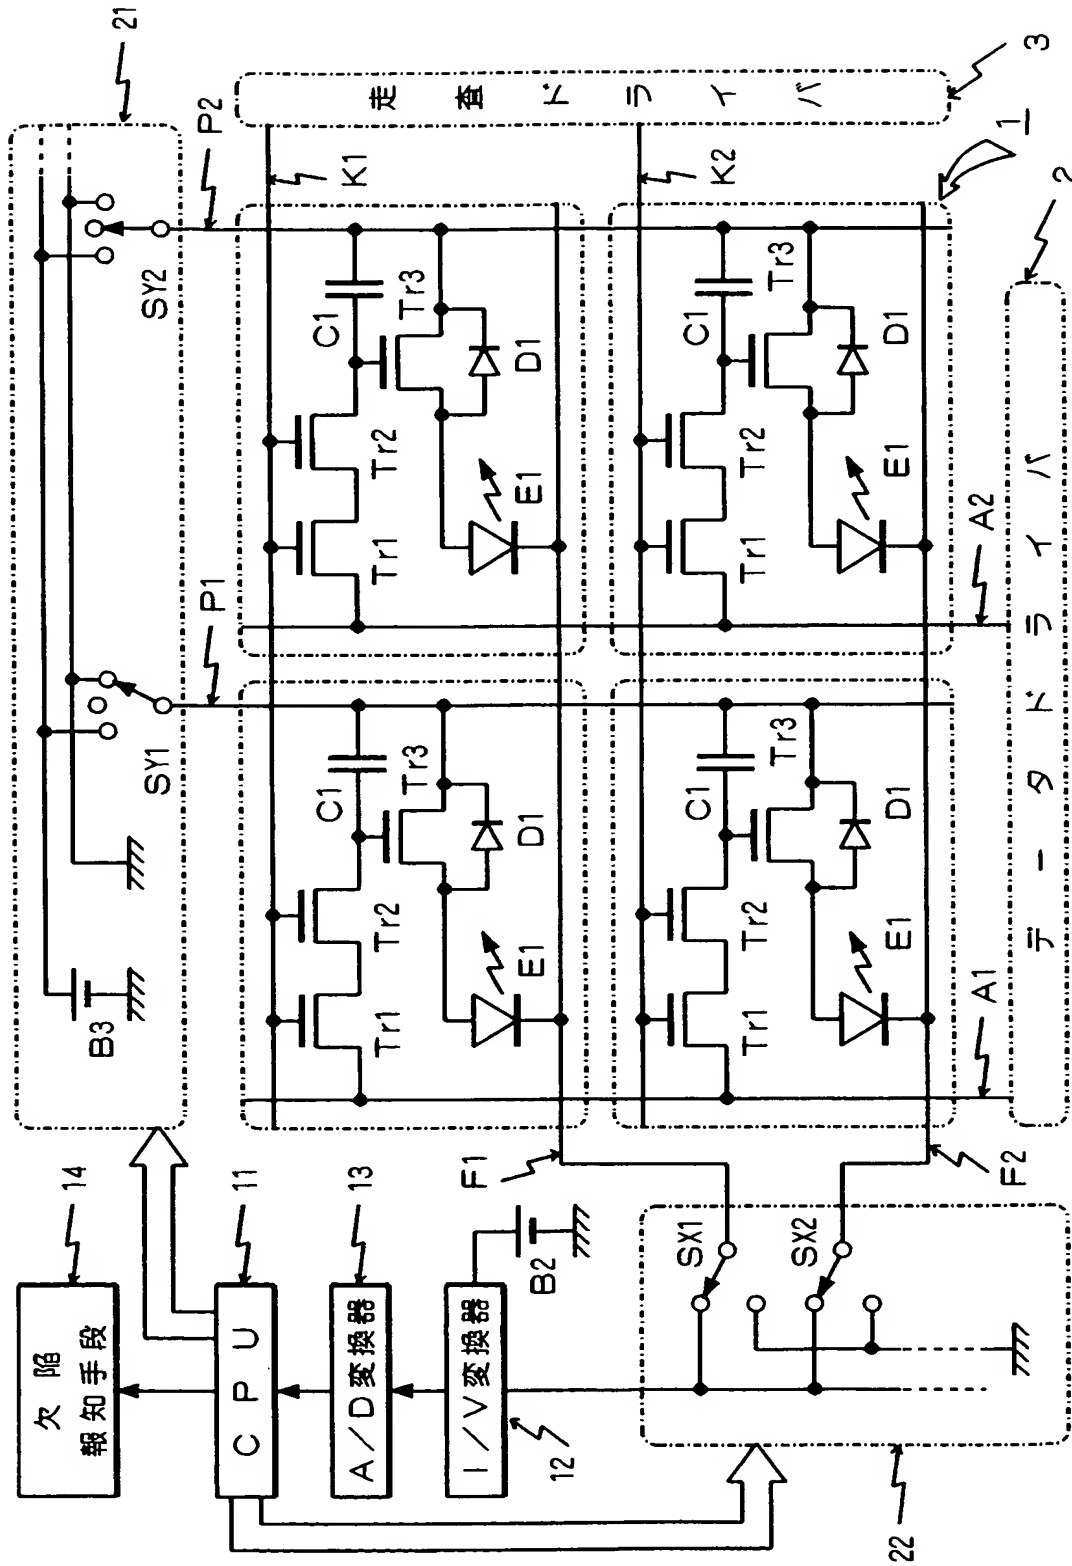 21
B3
SY1
SY2
P1
P2
14
欠陥
報知手段
11
CPU
13
A/D変換器
I/V変換器
12
B2
22
SX1
SX2
F1
F2
K1
K2
走査ドライバ
3
1
2
データドライバ
A1
A2
Tr1
Tr2
C1
Tr3
D1
E1
Tr1
Tr2
C1
Tr3
D1
E1
Tr1
Tr2
C1
Tr3
D1
E1
Tr1
Tr2
C1
Tr3
D1
E1